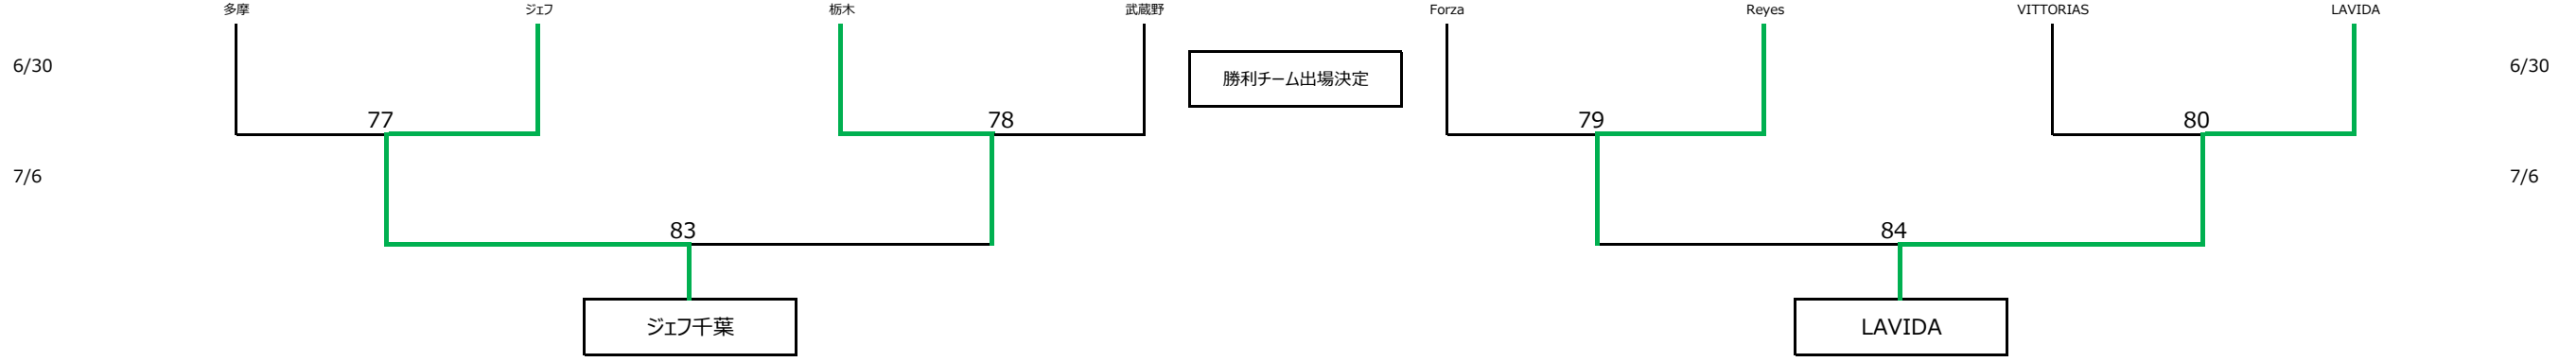 多摩
ジェフ
栃木
武蔵野
Forza
Reyes
VITTORIAS
LAVIDA
6/30
勝利チーム出場決定
6/30
77
78
79
80
7/6
7/6
83
84
ジェフ千葉
LAVIDA